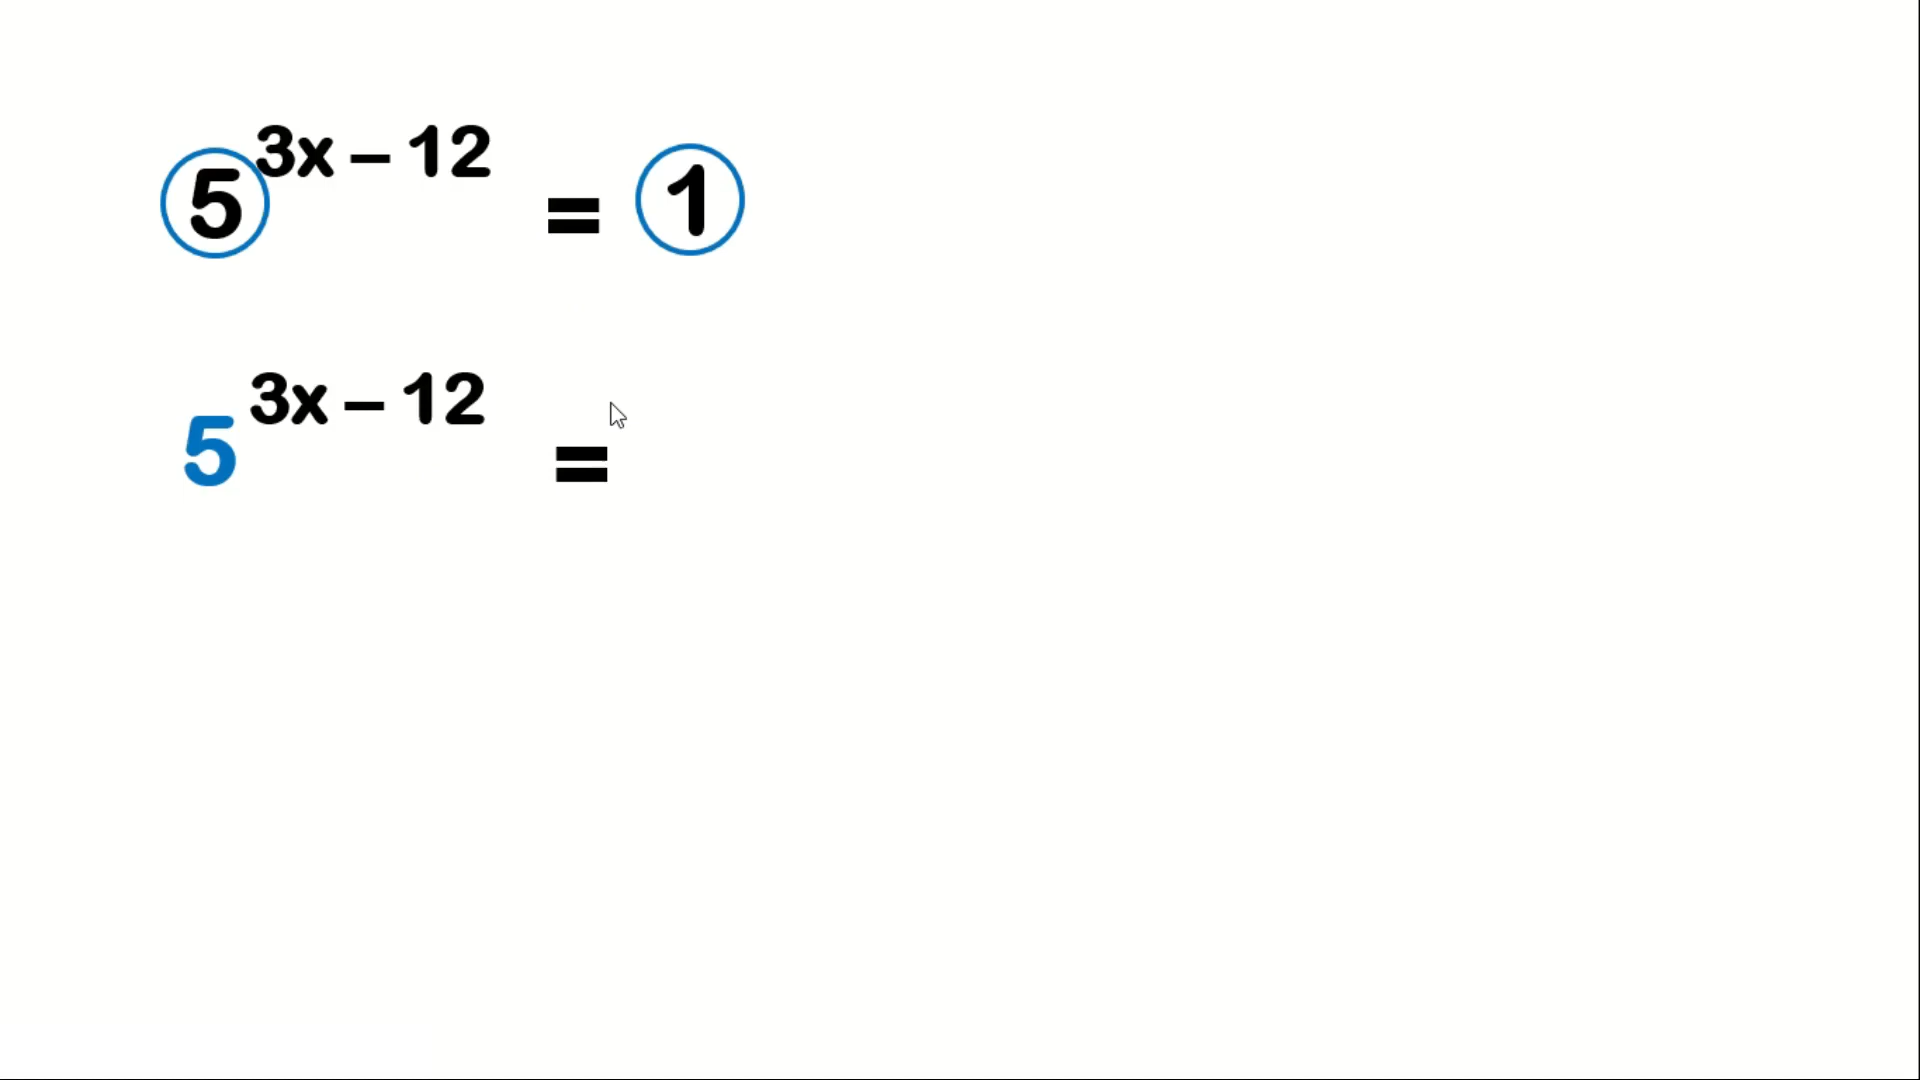 5^{3x – 12} = 1
5^{3x – 12} =